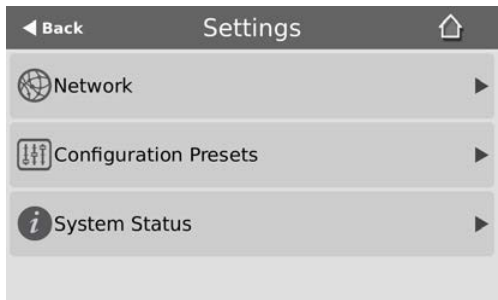 Back
Settings
Network
Configuration Presets
System Status